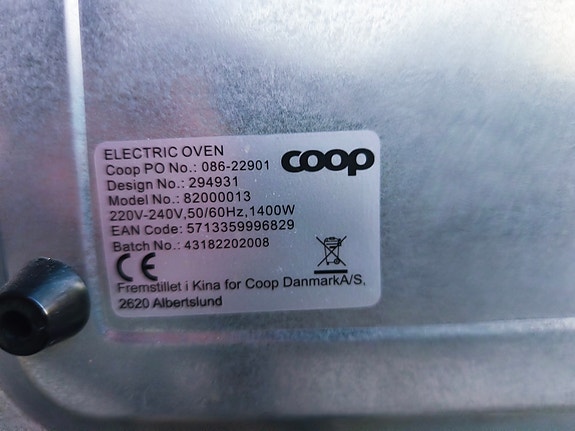 ELECTRIC OVEN
coop
Coop PO No.: 086-22901
Design No.: 294931
Model No.: 82000013
220V-240V,50/60Hz,1400W
EAN Code: 5713359996829
Batch No.: 43182202008
CE
Fremstillet i Kina for Coop DanmarkA/S,
2620 Albertslund